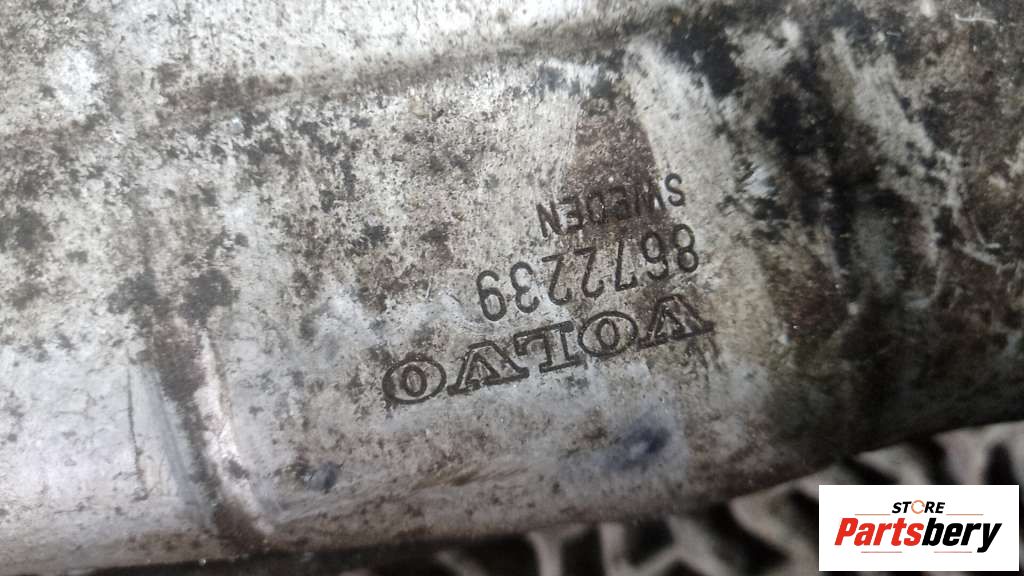 VOLVO
8672239
SWEDEN
STORE
Partsbery